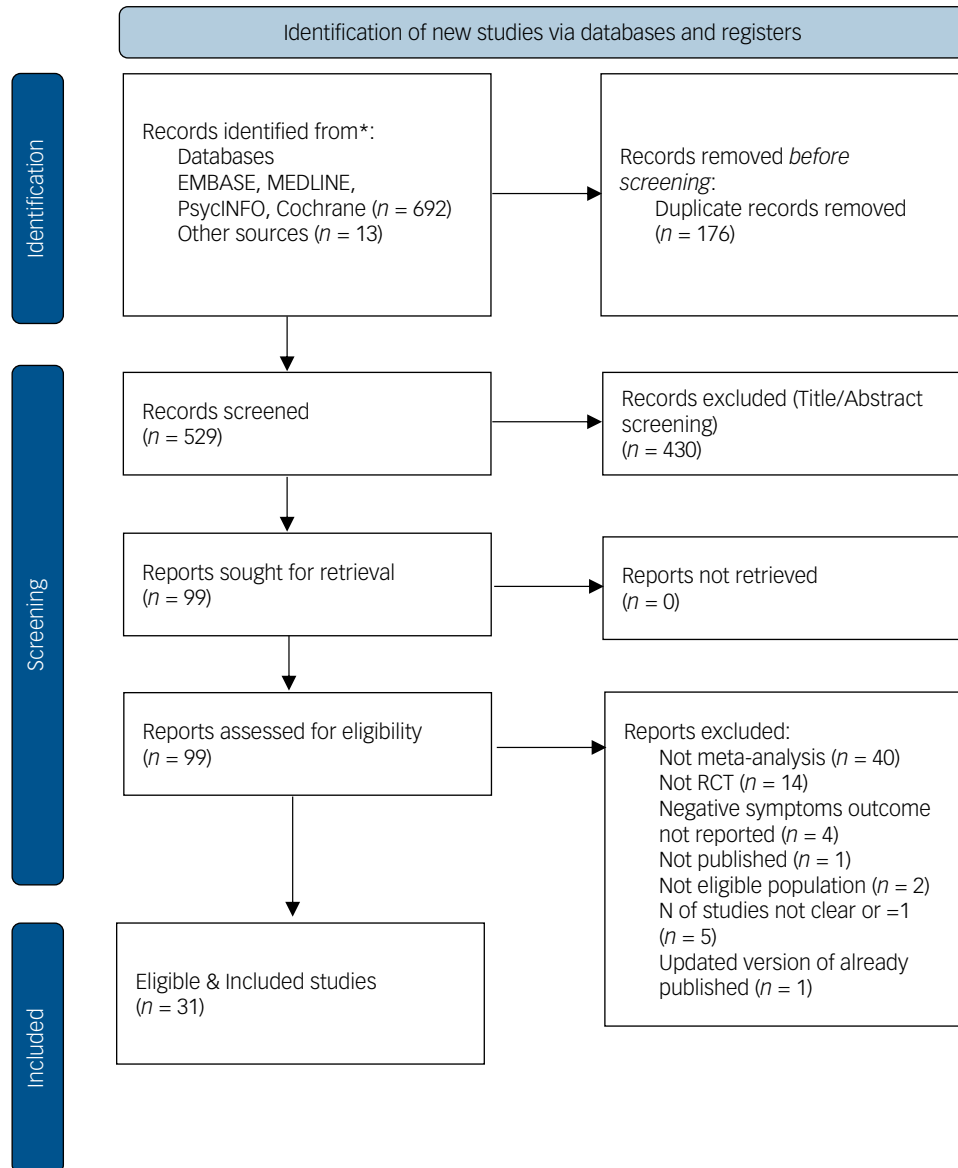 Identification of new studies via databases and registers
Identification
Records identified from*:
Databases
EMBASE, MEDLINE,
PsycINFO, Cochrane (n = 692)
Other sources (n = 13)
Records removed before
screening:
Duplicate records removed
(n = 176)
Screening
Records screened
(n = 529)
Records excluded (Title/Abstract
screening)
(n = 430)
Reports sought for retrieval
(n = 99)
Reports not retrieved
(n = 0)
Reports assessed for eligibility
(n = 99)
Reports excluded:
Not meta-analysis (n = 40)
Not RCT (n = 14)
Negative symptoms outcome
not reported (n = 4)
Not published (n = 1)
Not eligible population (n = 2)
N of studies not clear or =1
(n = 5)
Updated version of already
published (n = 1)
Included
Eligible & Included studies
(n = 31)